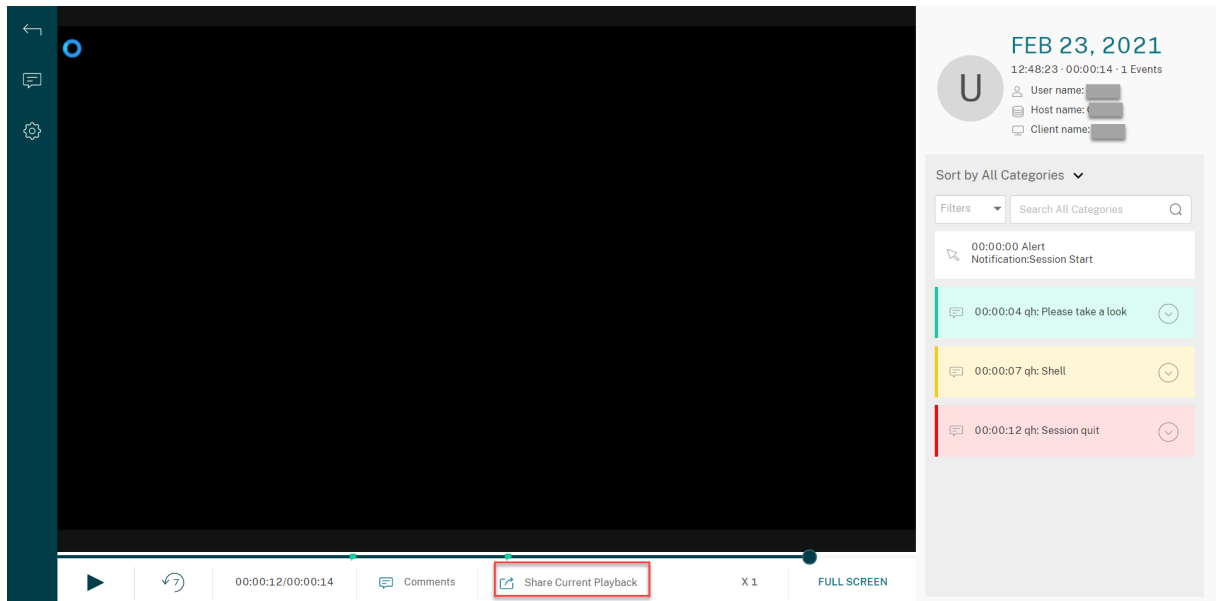 FEB 23, 2021
12:48:23 · 00:00:14 · 1 Events
U
User name:
Host name:
Client name:
Sort by All Categories
Filters
Search All Categories
00:00:00 Alert
Notification:Session Start
00:00:04 qh: Please take a look
00:00:07 qh: Shell
00:00:12 qh: Session quit
7
00:00:12/00:00:14
Comments
Share Current Playback
X 1
FULL SCREEN